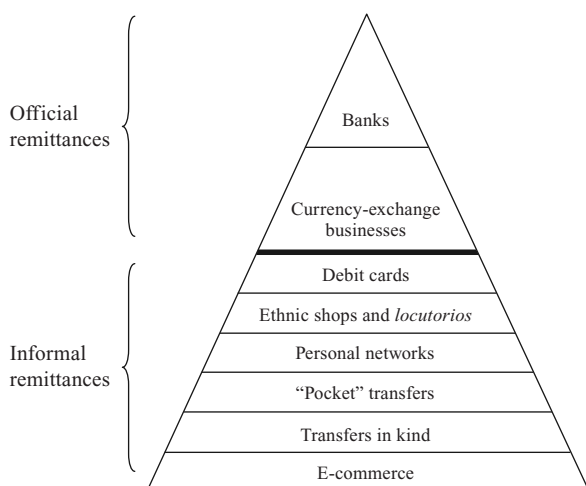 Official
remittances
Banks
Currency-exchange
businesses
Informal
remittances
Debit cards
Ethnic shops and locutorios
Personal networks
“Pocket” transfers
Transfers in kind
E-commerce